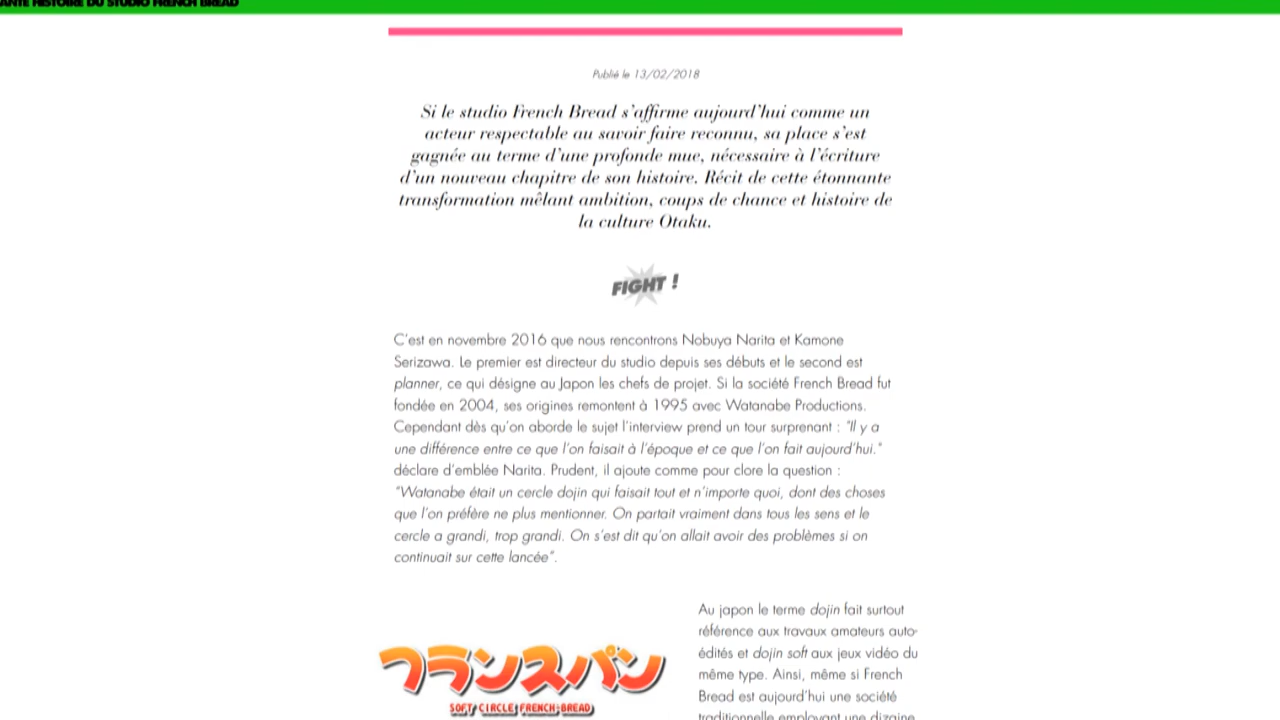 ANTE HISTOIRE DU STUDIO FRENCH BREAD
Publié le 13/02/2018
Si le studio French Bread s'affirme aujourd'hui comme un
acteur respectable au savoir faire reconnu, sa place s'est
gagnée au terme d'une profonde mue, nécessaire à l'écriture
d'un nouveau chapitre de son histoire. Récit de cette étonnante
transformation mêlant ambition, coups de chance et histoire de
la culture Otaku.
FIGHT !
C'est en novembre 2016 que nous rencontrons Nobuya Narita et Kamone
Serizawa. Le premier est directeur du studio depuis ses débuts et le second est
planner, ce qui désigne au Japon les chefs de projet. Si la société French Bread fut
fondée en 2004, ses origines remontent à 1995 avec Watanabe Productions.
Cependant dès qu'on aborde le sujet l'interview prend un tour surprenant : "Il y a
une différence entre ce que l'on faisait à l'époque et ce que l'on fait aujourd'hui."
déclare d'emblée Narita. Prudent, il ajoute comme pour clore la question :
"Watanabe était un cercle dojin qui faisait tout et n'importe quoi, dont des choses
que l'on préfère ne plus mentionner. On partait vraiment dans tous les sens et le
cercle a grandi, trop grandi. On s'est dit qu'on allait avoir des problèmes si on
continuait sur cette lancée".
フランスパン
SOFT CIRCLE FRENCH-BREAD
Au japon le terme dojin fait surtout
référence aux travaux amateurs auto-
édités et dojin soft aux jeux vidéo du
même type. Ainsi, même si French
Bread est aujourd'hui une société
traditionnelle employant une dizaine